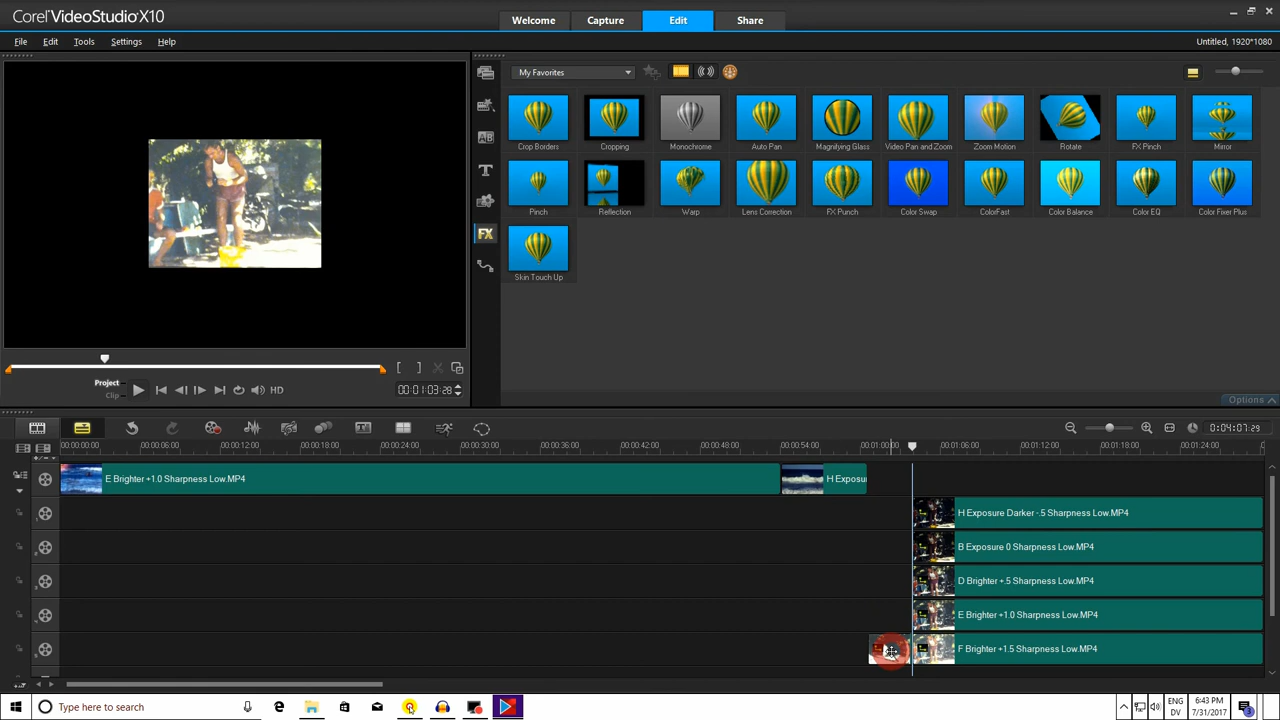 Corel VideoStudio X10
Welcome Capture Edit Share
File Edit Tools Settings Help
Untitled, 1920*1080
My Favorites
Crop Borders Cropping Monochrome Auto Pan Magnifying Glass Video Pan and Zoom Zoom Motion Rotate FX Pinch Mirror
Pinch Reflection Warp Lens Correction FX Punch Color Swap ColorFast Color Balance Color EQ Color Fixer Plus
Skin Touch Up
FX
Project
Clip
HD
00:01:03:28
Options
0:04:07:29
00:00:00:00 00:00:06:00 00:00:12:00 00:00:18:00 00:00:24:00 00:00:30:00 00:00:36:00 00:00:42:00 00:00:48:00 00:00:54:00 00:01:00: 00:01:06:00 00:01:12:00 00:01:18:00 00:01:24:00
E Brighter +1.0 Sharpness Low.MP4
H Exposu
H Exposure Darker -.5 Sharpness Low.MP4
B Exposure 0 Sharpness Low.MP4
D Brighter +.5 Sharpness Low.MP4
E Brighter +1.0 Sharpness Low.MP4
F Brighter +1.5 Sharpness Low.MP4
Type here to search
ENG
DV
6:43 PM
7/31/2017
3